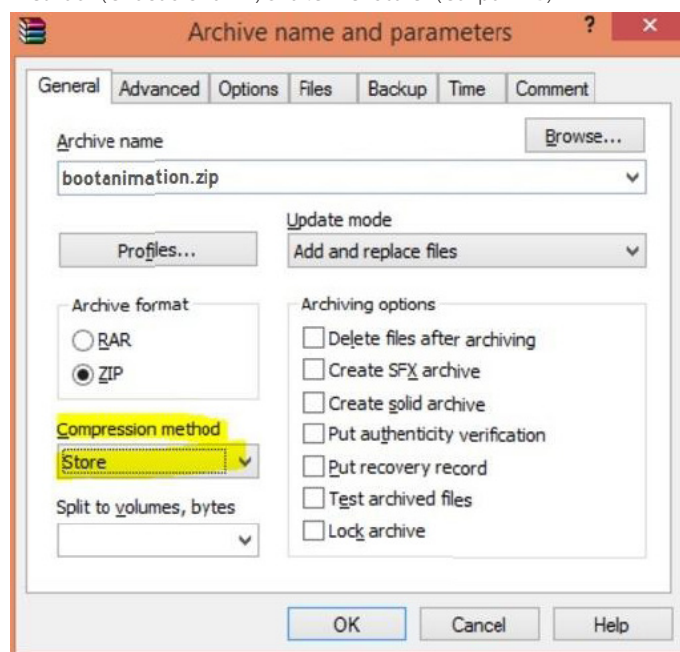 Archive name and parameters ?
General Advanced Options Files Backup Time Comment
Archive name
Browse...
bootanimation.zip
Profiles...
Update mode
Add and replace files
Archive format
RAR
ZIP
Compression method
Store
Split to volumes, bytes
Archiving options
Delete files after archiving
Create SFX archive
Create solid archive
Put authenticity verification
Put recovery record
Test archived files
Lock archive
OK Cancel Help